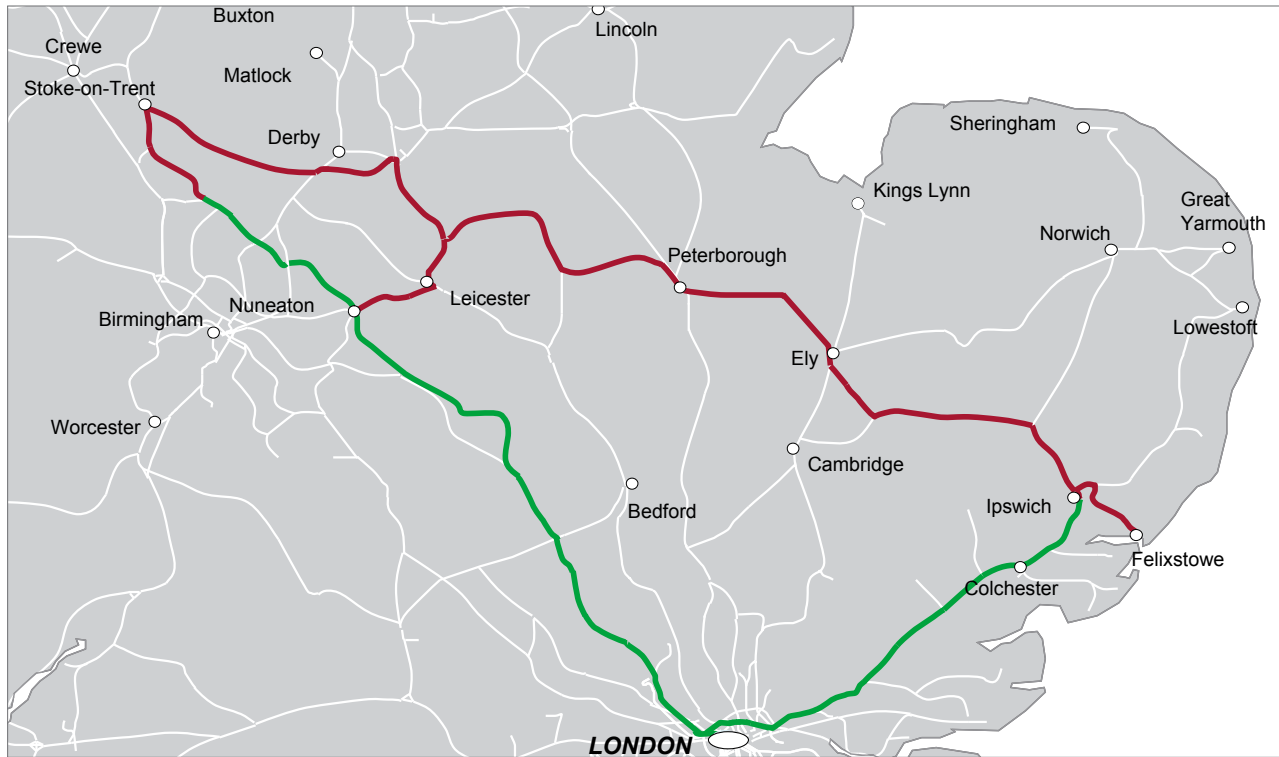 Buxton
Lincoln
Crewe
Matlock
Stoke-on-Trent
Derby
Sheringham
Kings Lynn
Great
Yarmouth
Norwich
Peterborough
Leicester
Nuneaton
Birmingham
Lowestoft
Ely
Worcester
Cambridge
Bedford
Ipswich
Felixstowe
Colchester
LONDON